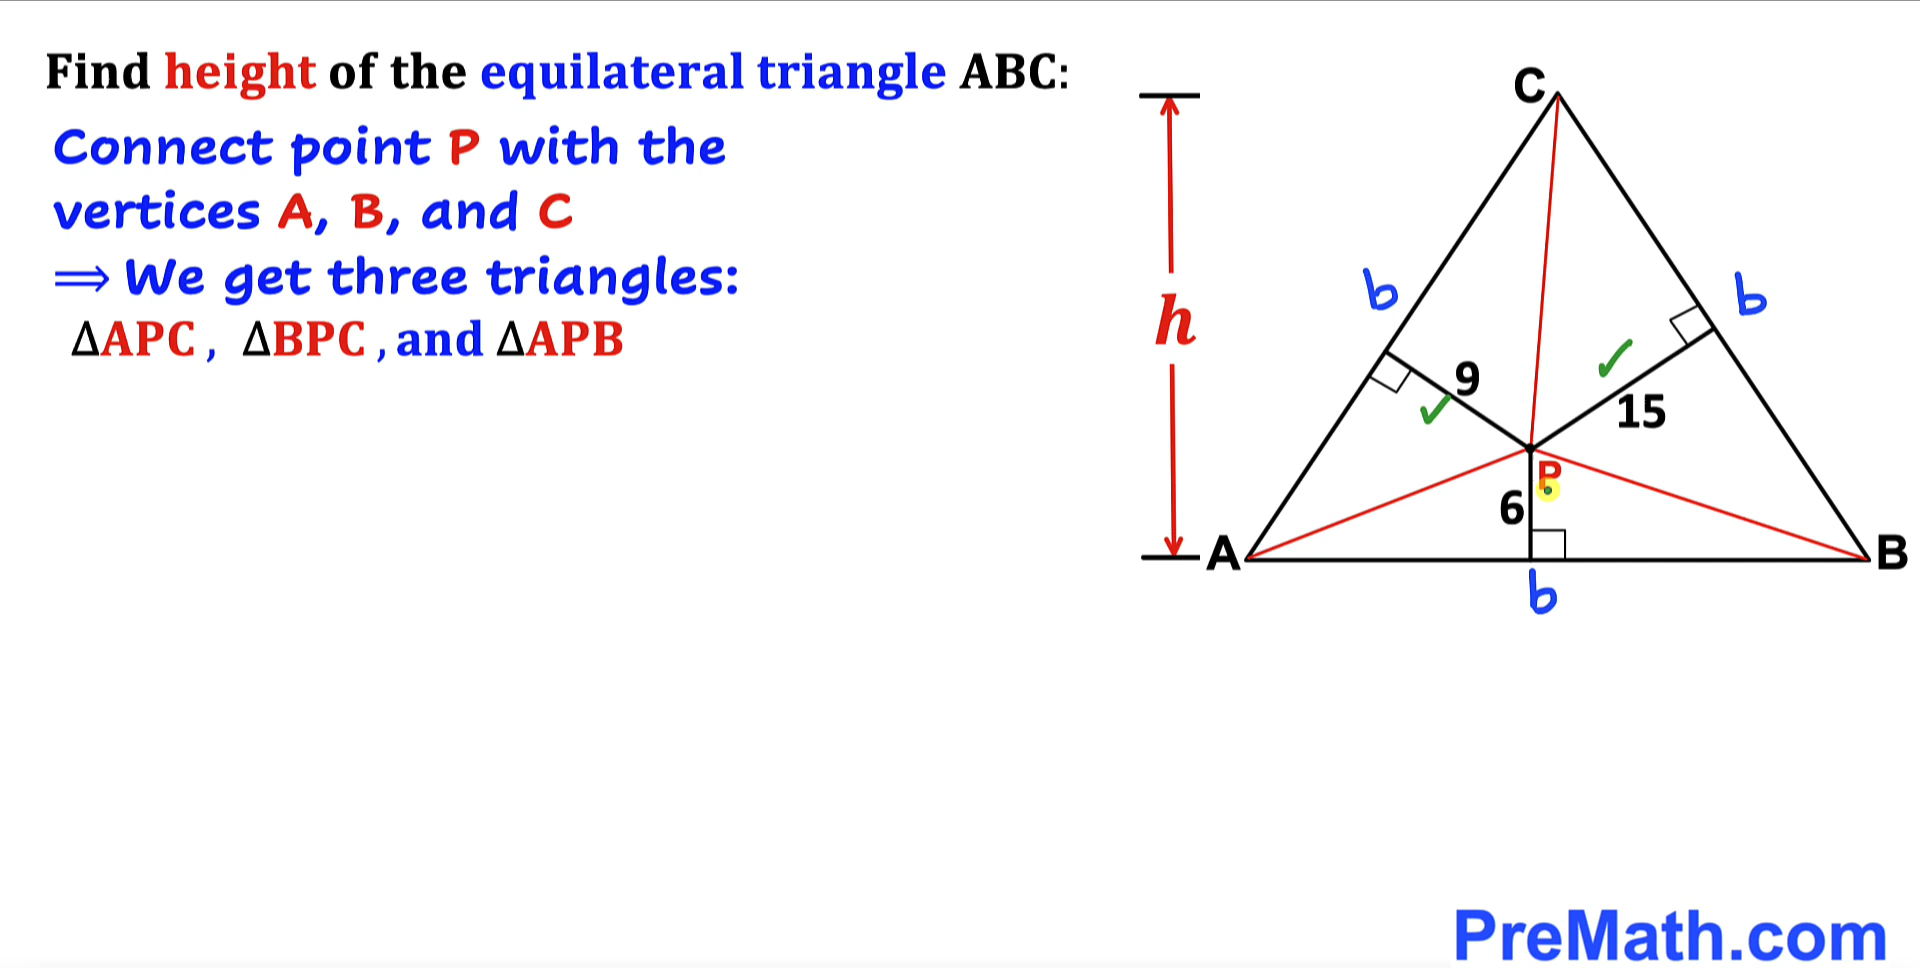 Find height of the equilateral triangle ABC:
Connect point P with the
vertices A, B, and C
⟹ We get three triangles:
ΔAPC, ΔBPC, and ΔAPB
C
h
b
b
9
15
P
6
A
B
b
PreMath.com